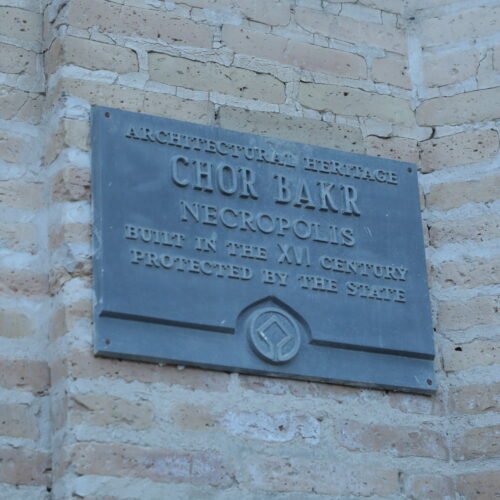 ARCHITECTURAL HERITAGE
CHOR BAKR
NECROPOLIS
BUILT IN THE XVI CENTURY
PROTECTED BY THE STATE